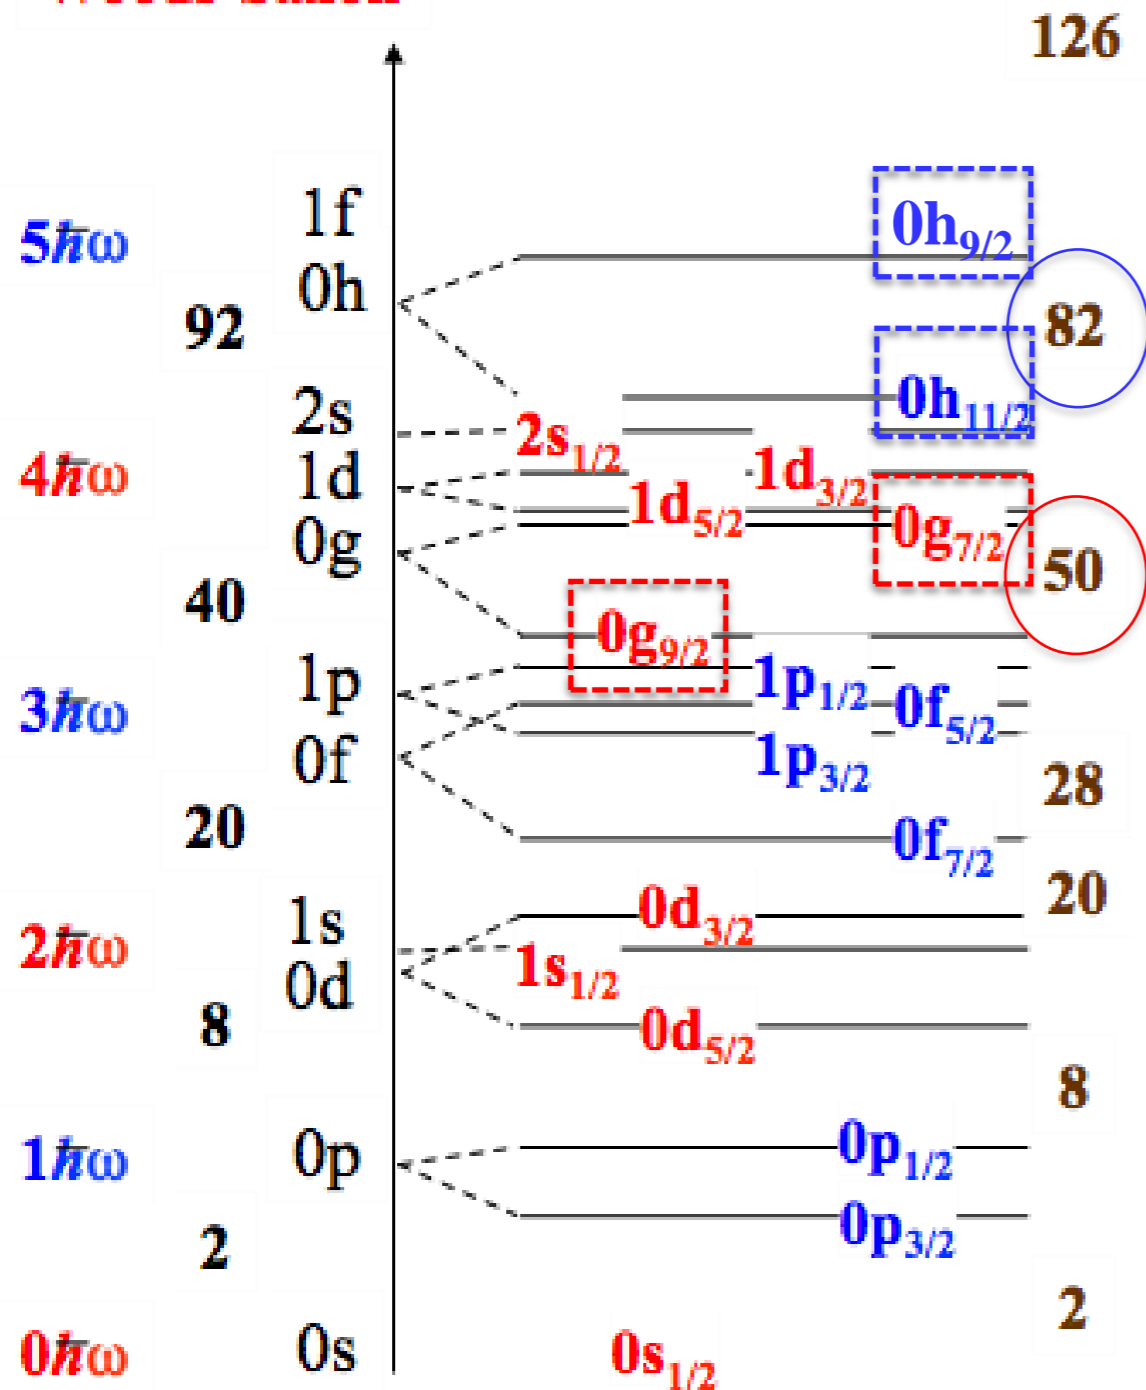 126
1f
0h9/2
5ℏω
0h
92
82
2s
0h11/2
2s1/2
4ℏω
1d
1d3/2
1d5/2
0g
0g7/2
50
40
0g9/2
1p
1p1/2
3ℏω
0f5/2
0f
1p3/2
28
20
0f7/2
20
1s
0d3/2
2ℏω
1s1/2
0d
8
0d5/2
8
1ℏω
0p
0p1/2
0p3/2
2
2
0ℏω
0s
0s1/2